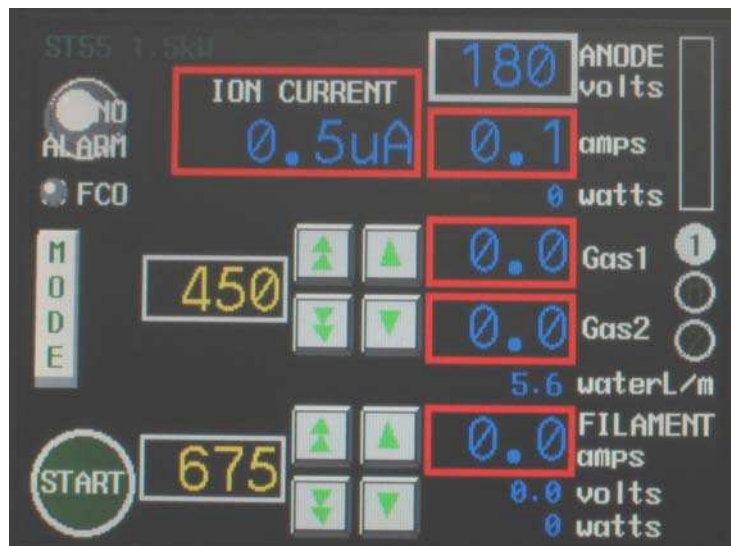 ST55 1.5kW
180 ANODE volts
ION CURRENT
0.5uA
0.1 amps
NO ALARM
0 watts
FCO
MODE
450
0.0 Gas1
1
0.0 Gas2
2
5.6 waterL/m
675
0.0 FILAMENT amps
START
0.0 volts
0 watts